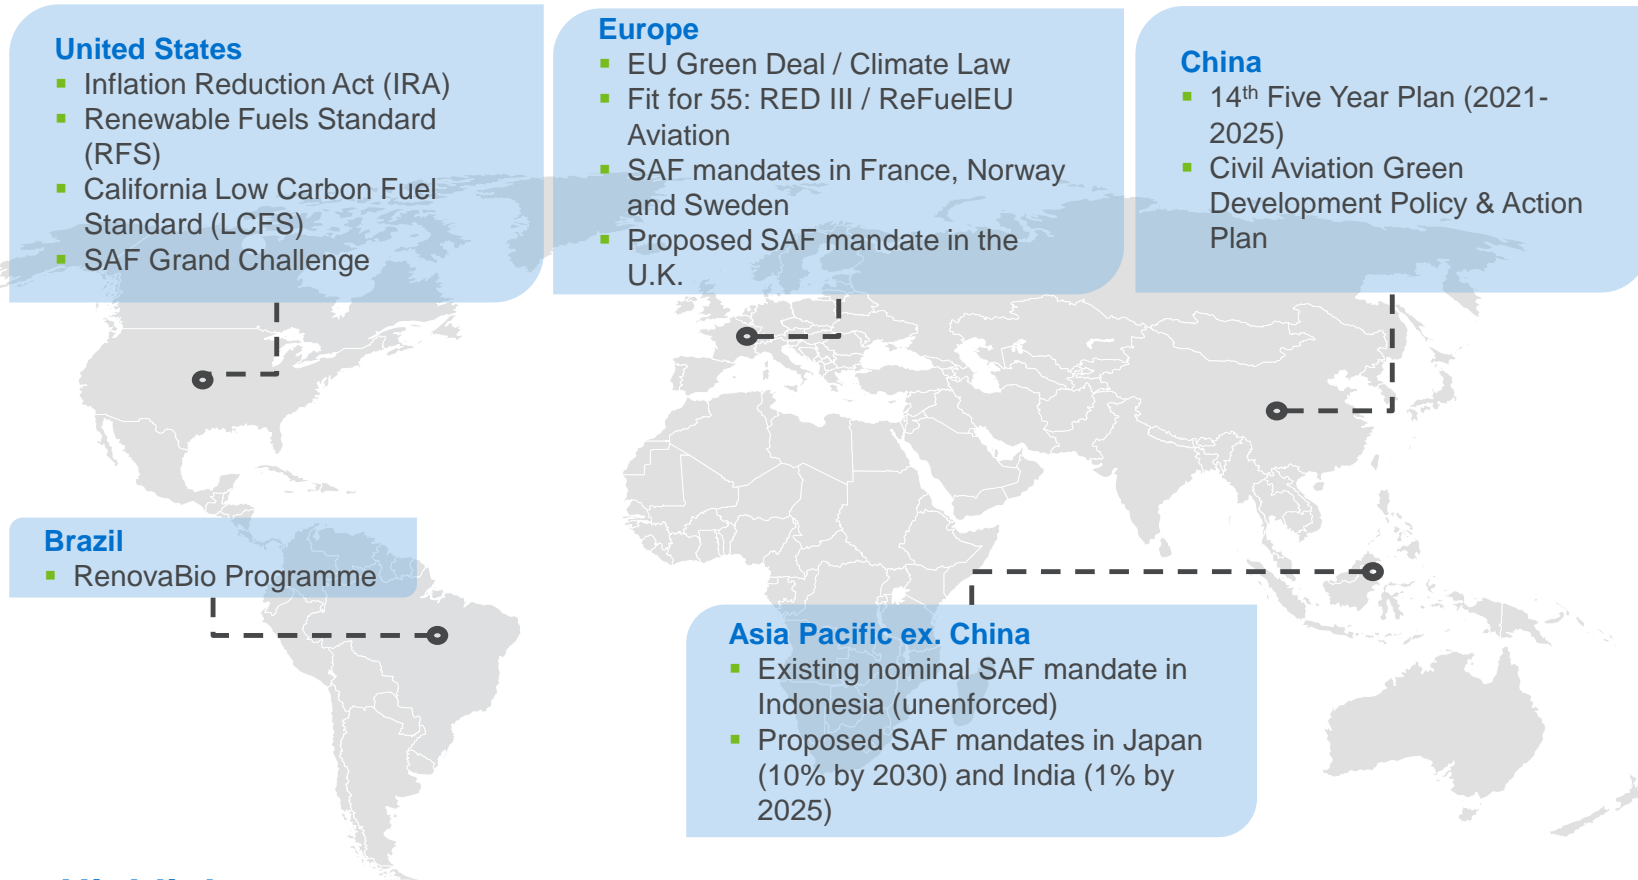 United States
▪ Inflation Reduction Act (IRA)
▪ Renewable Fuels Standard
(RFS)
▪ California Low Carbon Fuel
Standard (LCFS)
▪ SAF Grand Challenge
Europe
▪ EU Green Deal / Climate Law
▪ Fit for 55: RED III / ReFuelEU
Aviation
▪ SAF mandates in France, Norway
and Sweden
▪ Proposed SAF mandate in the
U.K.
China
▪ 14th Five Year Plan (2021-
2025)
▪ Civil Aviation Green
Development Policy & Action
Plan
Brazil
▪ RenovaBio Programme
Asia Pacific ex. China
▪ Existing nominal SAF mandate in
Indonesia (unenforced)
▪ Proposed SAF mandates in Japan
(10% by 2030) and India (1% by
2025)